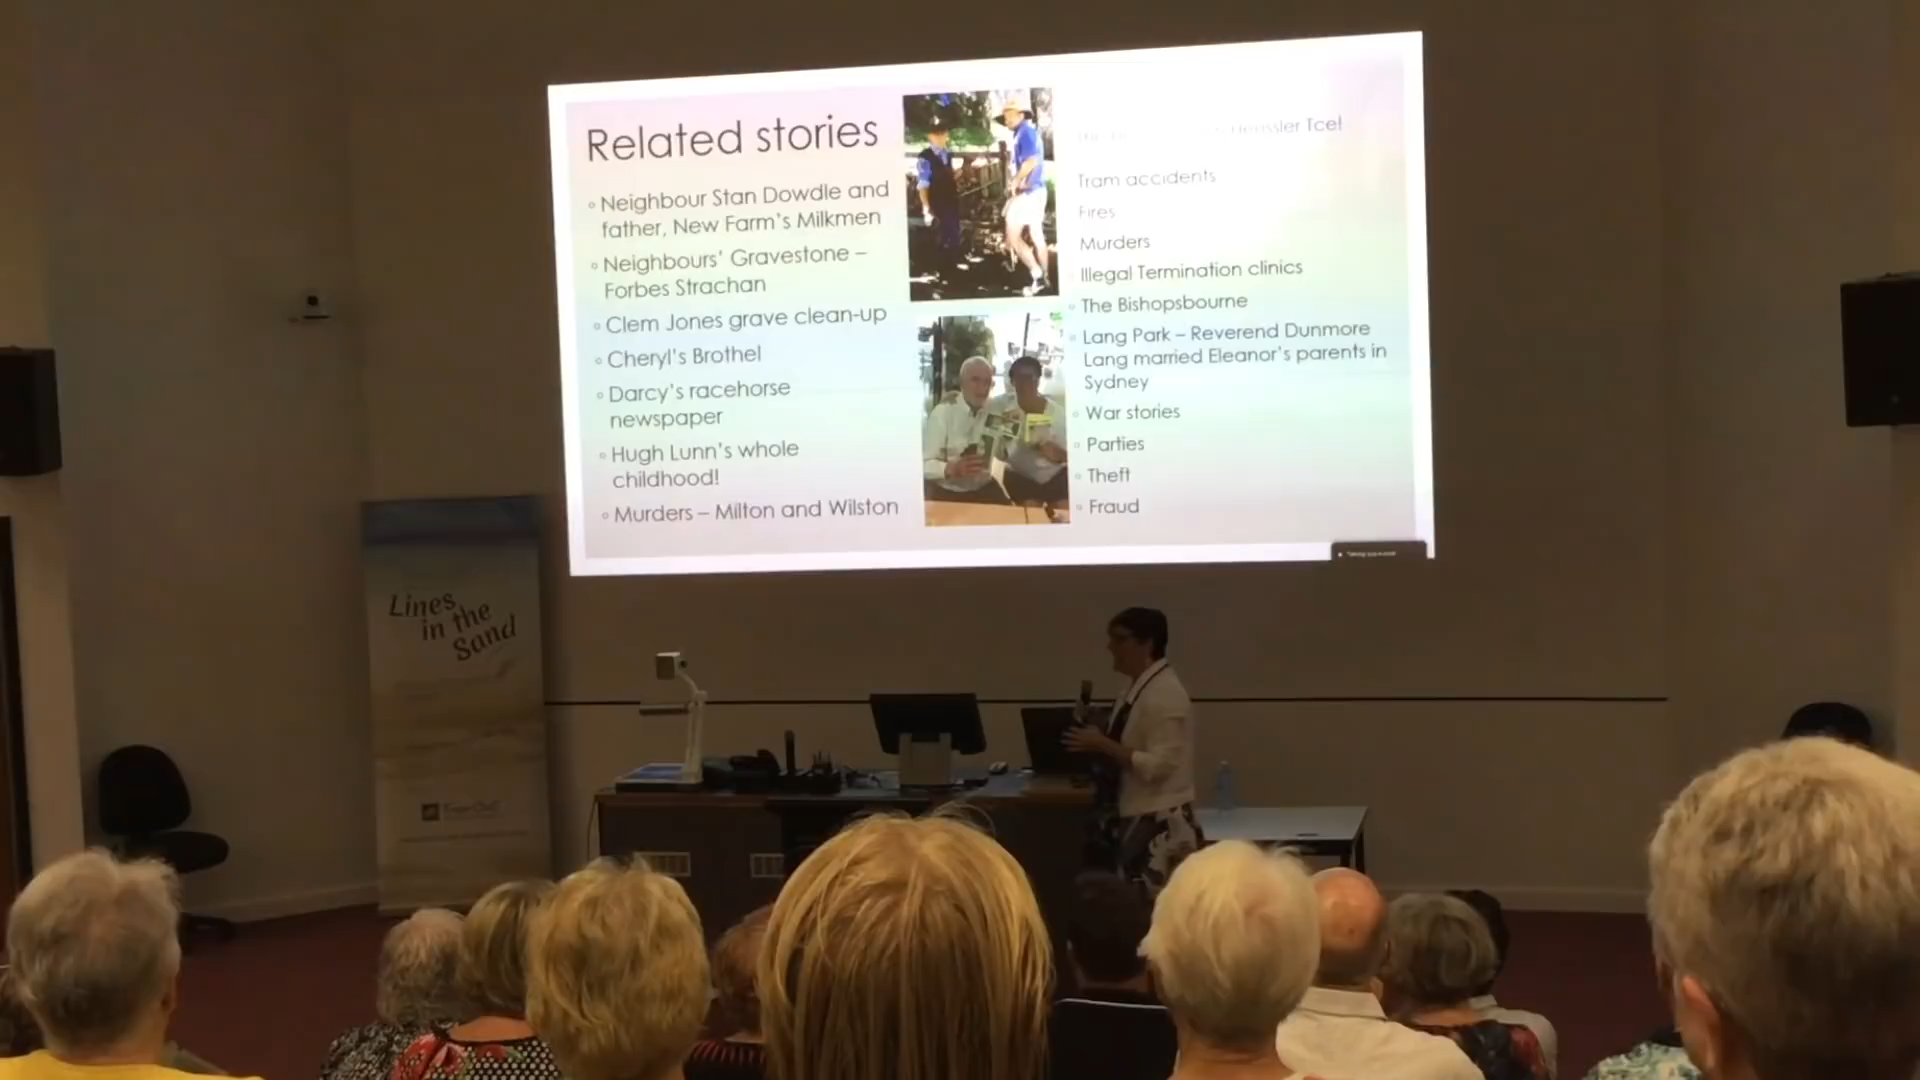 Related stories
Neighbour Stan Dowdle and
father, New Farm's Milkmen
Neighbours' Gravestone –
Forbes Strachan
Clem Jones grave clean-up
Cheryl's Brothel
Darcy's racehorse
newspaper
Hugh Lunn's whole
childhood!
Murders – Milton and Wilston
Heussler Tce!
Tram accidents
Fires
Murders
Illegal Termination clinics
The Bishopsbourne
Lang Park – Reverend Dunmore
Lang married Eleanor's parents in
Sydney
War stories
Parties
Theft
Fraud
Lines
in the
Sand